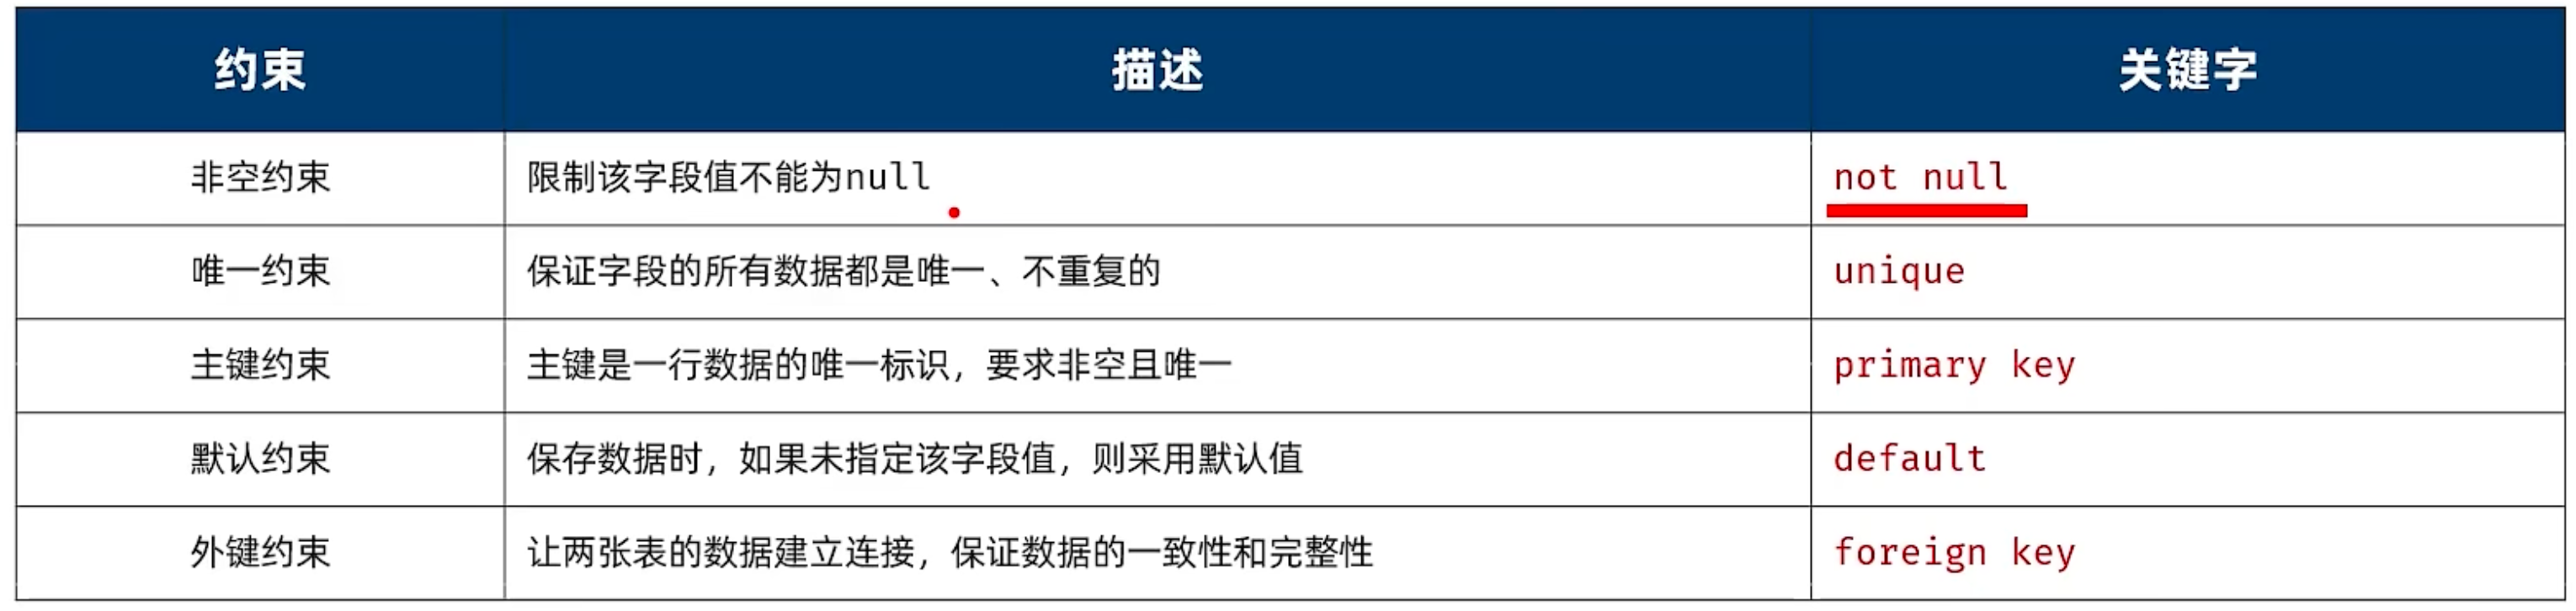 约束 描述 关键字
非空约束 限制该字段值不能为null not null
唯一约束 保证字段的所有数据都是唯一、不重复的 unique
主键约束 主键是一行数据的唯一标识，要求非空且唯一 primary key
默认约束 保存数据时，如果未指定该字段值，则采用默认值 default
外键约束 让两张表的数据建立连接，保证数据的一致性和完整性 foreign key